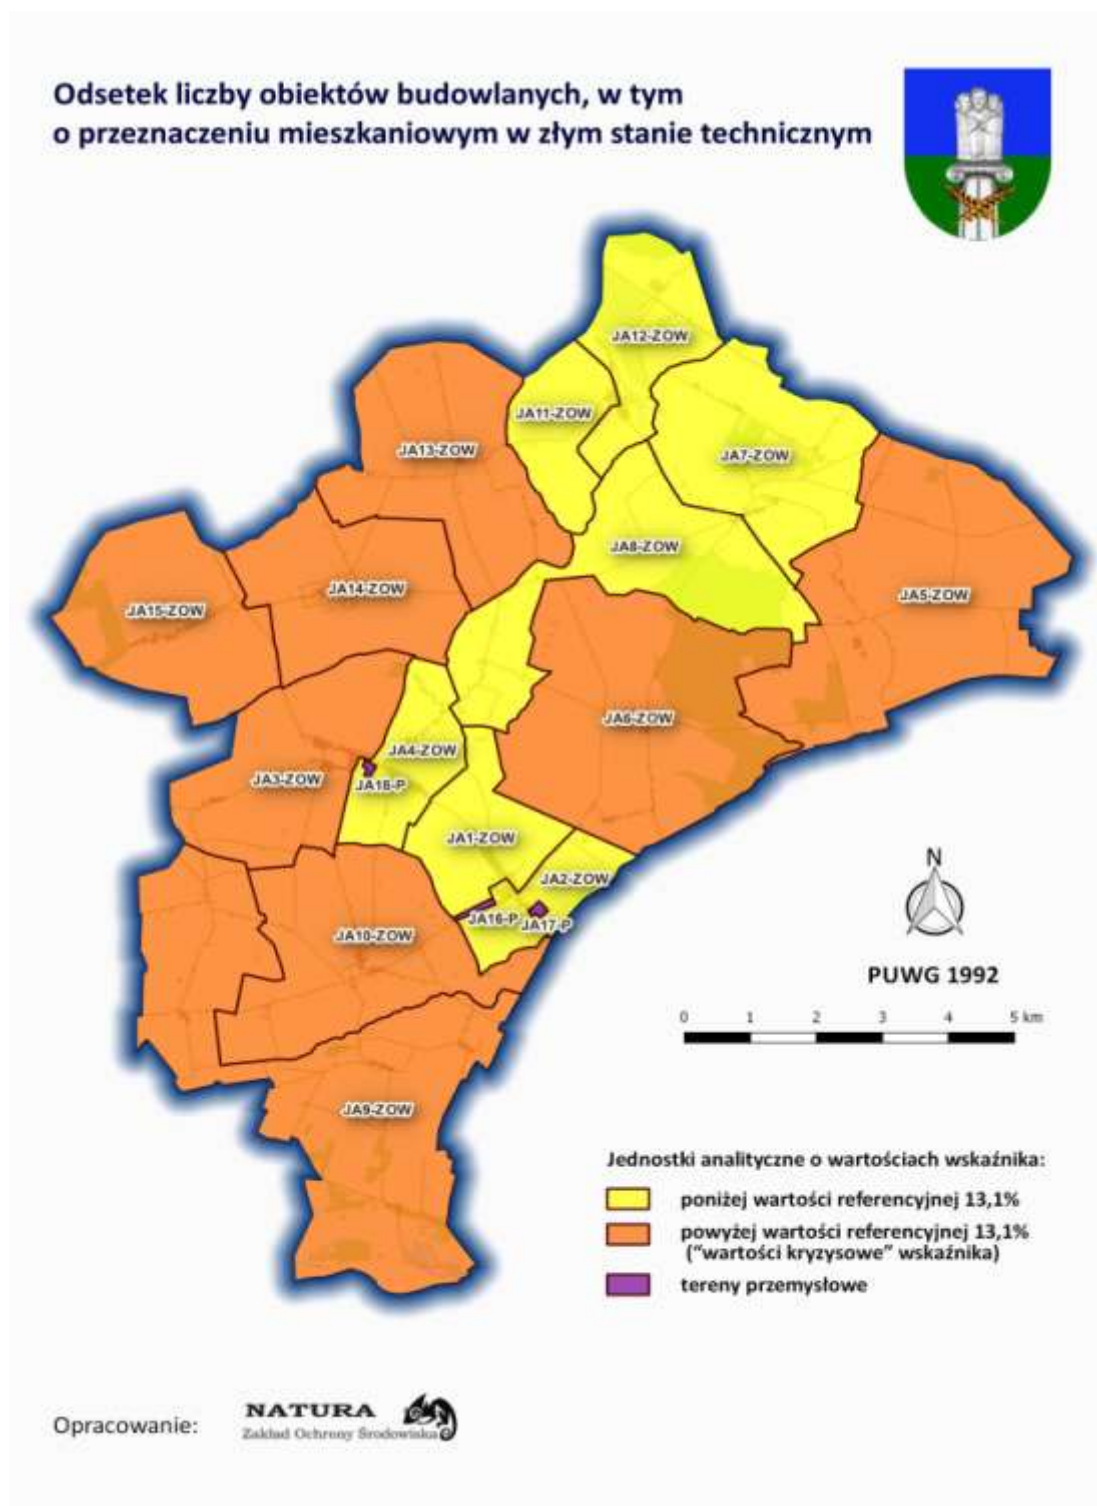 Odsetek liczby obiektów budowlanych, w tym
o przeznaczeniu mieszkaniowym w złym stanie technicznym
JA12-ZOW
JA11-ZOW
JA13-ZOW
JA7-ZOW
JA8-ZOW
JA14-ZOW
JA5-ZOW
JA15-ZOW
JA6-ZOW
JA4-ZOW
JA3-ZOW
JA18-P
JA1-ZOW
JA2-ZOW
JA16-P
JA17-P
JA10-ZOW
JA9-ZOW
N
PUWG 1992
0 1 2 3 4 5 km
Jednostki analityczne o wartościach wskaźnika:
poniżej wartości referencyjnej 13,1%
powyżej wartości referencyjnej 13,1%
("wartości kryzysowe" wskaźnika)
tereny przemysłowe
Opracowanie:
NATURA
Zakład Ochrony Środowiska